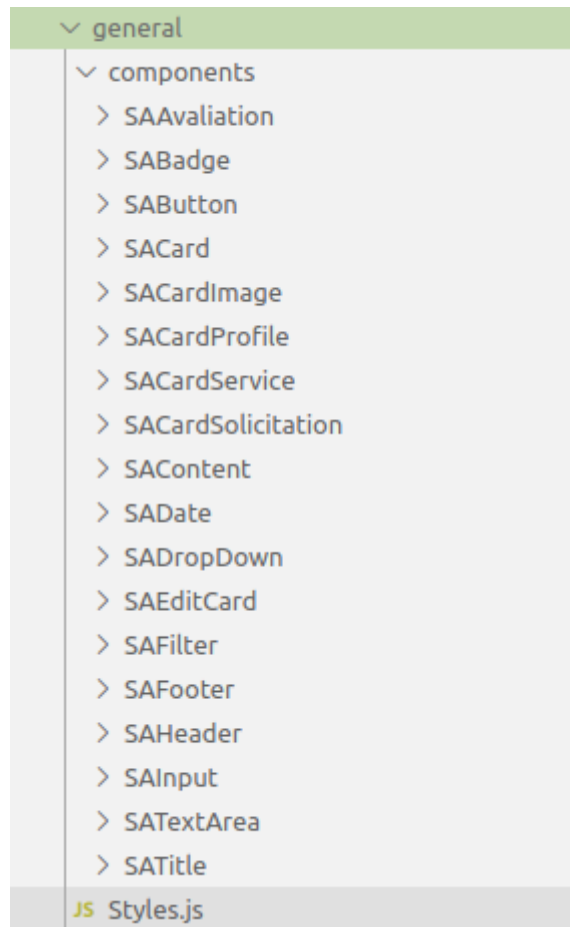 general
components
SAAvaliation
SABadge
SAButton
SACard
SACardImage
SACardProfile
SACardService
SACardSolicitation
SAContent
SADate
SADropDown
SAEditCard
SAFilter
SAFooter
SAHeader
SAInput
SATextArea
SATitle
JS Styles.js